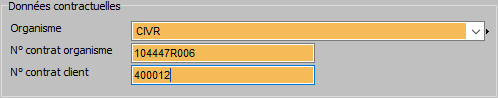 Données contractuelles
Organisme CIVR
N° contrat organisme 104447R006
N° contrat client 400012